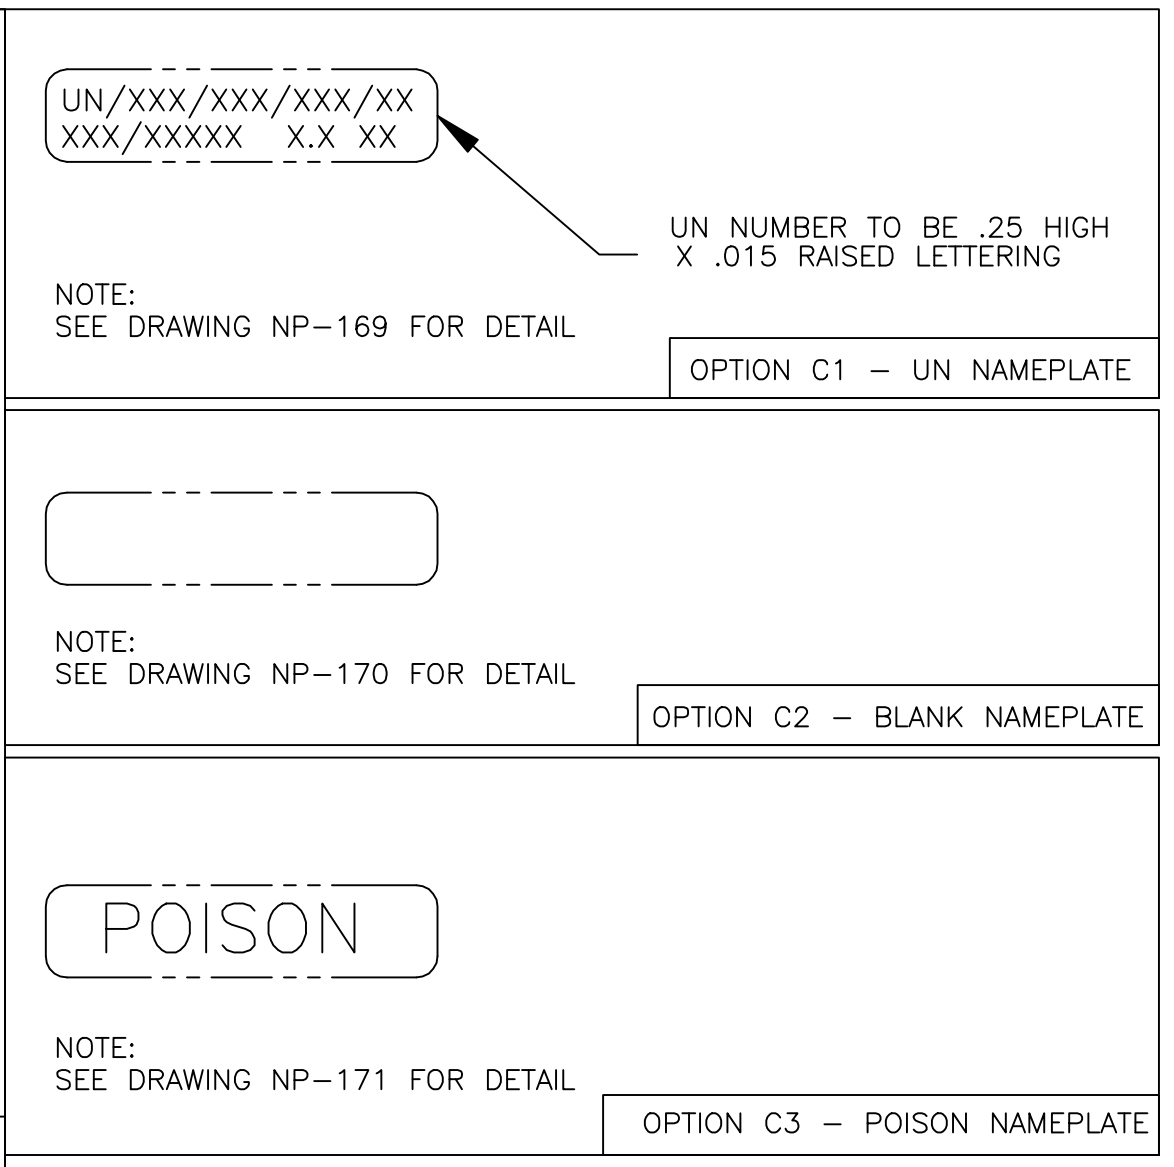 UN/XXX/XXX/XXX/XX
XXX/XXXXX X.X XX
UN NUMBER TO BE .25 HIGH
X .015 RAISED LETTERING
NOTE:
SEE DRAWING NP-169 FOR DETAIL
OPTION C1 - UN NAMEPLATE
NOTE:
SEE DRAWING NP-170 FOR DETAIL
OPTION C2 - BLANK NAMEPLATE
POISON
NOTE:
SEE DRAWING NP-171 FOR DETAIL
OPTION C3 - POISON NAMEPLATE